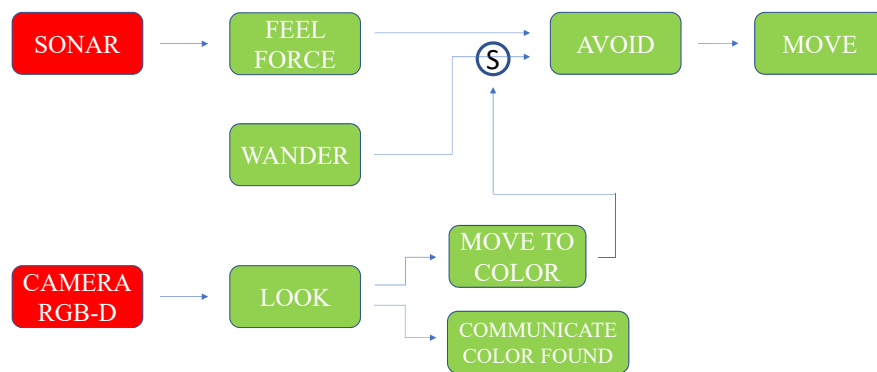 SONAR
FEEL
FORCE
S
AVOID
MOVE
WANDER
MOVE TO
COLOR
CAMERA
RGB-D
LOOK
COMMUNICATE
COLOR FOUND